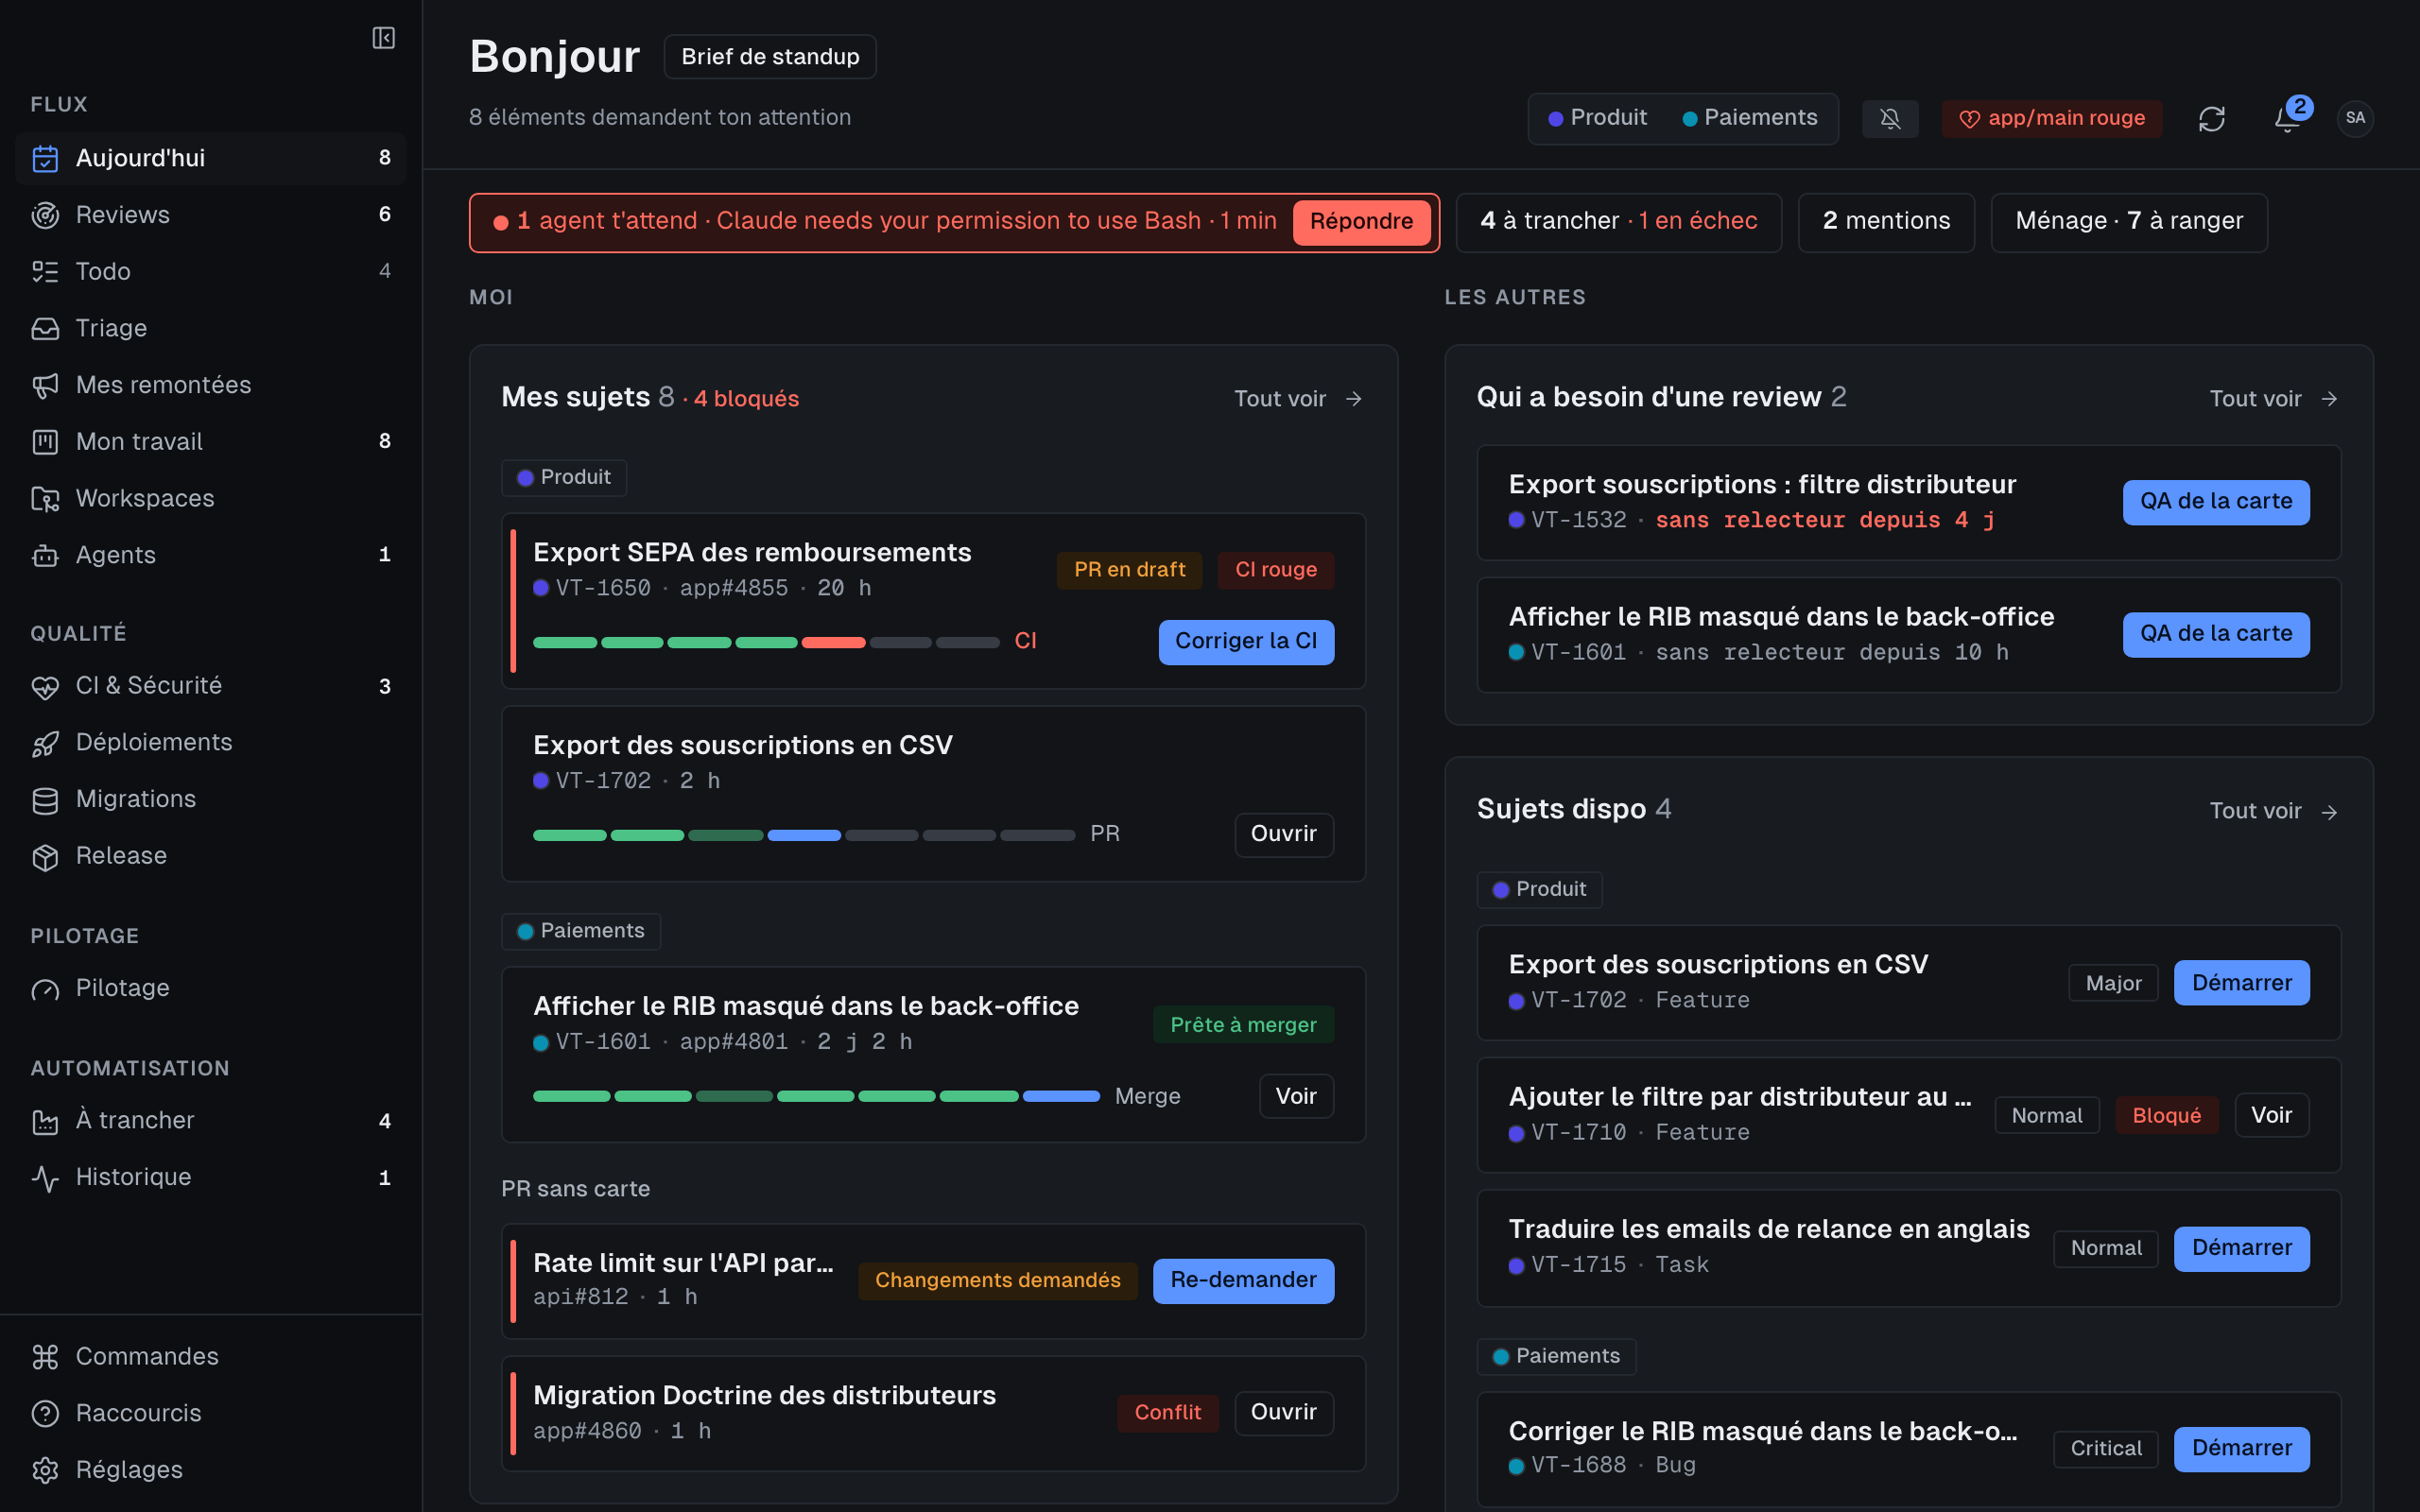 FLUX
Aujourd'hui 8
Reviews 6
Todo 4
Triage
Mes remontées
Mon travail 8
Workspaces
Agents 1
QUALITÉ
CI & Sécurité 3
Déploiements
Migrations
Release
PILOTAGE
Pilotage
AUTOMATISATION
À trancher 4
Historique 1
Commandes
Raccourcis
Réglages
Bonjour Brief de standup
8 éléments demandent ton attention
Produit Paiements app/main rouge 2 SA
1 agent t'attend · Claude needs your permission to use Bash · 1 min Répondre
4 à trancher · 1 en échec
2 mentions
Ménage · 7 à ranger
MOI
Mes sujets 8 · 4 bloqués Tout voir →
Produit
Export SEPA des remboursements
VT-1650 · app#4855 · 20 h
PR en draft CI rouge
CI Corriger la CI
Export des souscriptions en CSV
VT-1702 · 2 h
PR Ouvrir
Paiements
Afficher le RIB masqué dans le back-office
VT-1601 · app#4801 · 2 j 2 h
Prête à merger
Merge Voir
PR sans carte
Rate limit sur l'API par…
api#812 · 1 h
Changements demandés Re-demander
Migration Doctrine des distributeurs
app#4860 · 1 h
Conflit Ouvrir
LES AUTRES
Qui a besoin d'une review 2 Tout voir →
Export souscriptions : filtre distributeur
VT-1532 · sans relecteur depuis 4 j
QA de la carte
Afficher le RIB masqué dans le back-office
VT-1601 · sans relecteur depuis 10 h
QA de la carte
Sujets dispo 4 Tout voir →
Produit
Export des souscriptions en CSV
VT-1702 · Feature
Major Démarrer
Ajouter le filtre par distributeur au …
VT-1710 · Feature
Normal Bloqué Voir
Traduire les emails de relance en anglais
VT-1715 · Task
Normal Démarrer
Paiements
Corriger le RIB masqué dans le back-o…
VT-1688 · Bug
Critical Démarrer